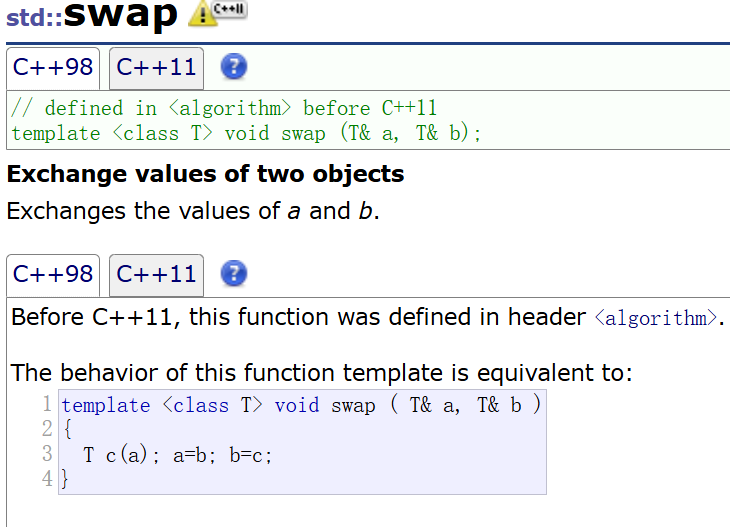 std::swap C++11
C++98 C++11 ?
// defined in <algorithm> before C++11
template <class T> void swap (T& a, T& b);
Exchange values of two objects
Exchanges the values of a and b.
C++98 C++11 ?
Before C++11, this function was defined in header <algorithm>.
The behavior of this function template is equivalent to:
1 template <class T> void swap ( T& a, T& b )
2 {
3   T c(a); a=b; b=c;
4 }